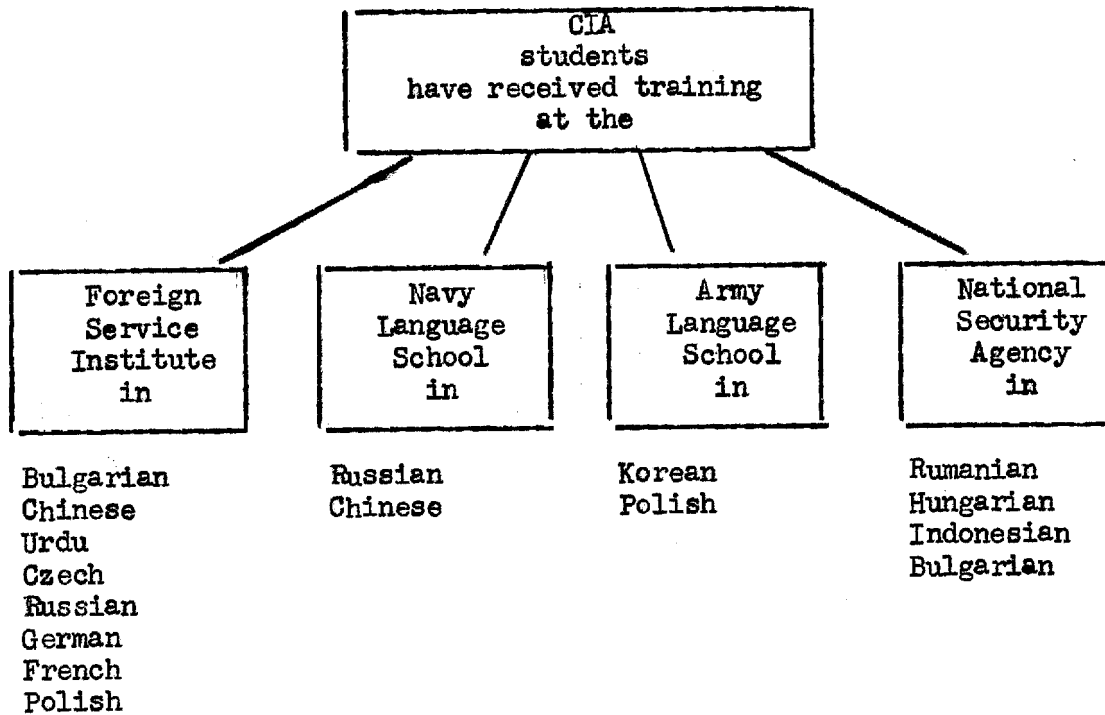 CIA
students
have received training
at the
Foreign
Service
Institute
in
Navy
Language
School
in
Army
Language
School
in
National
Security
Agency
in
Bulgarian
Chinese
Urdu
Czech
Russian
German
French
Polish
Russian
Chinese
Korean
Polish
Rumanian
Hungarian
Indonesian
Bulgarian